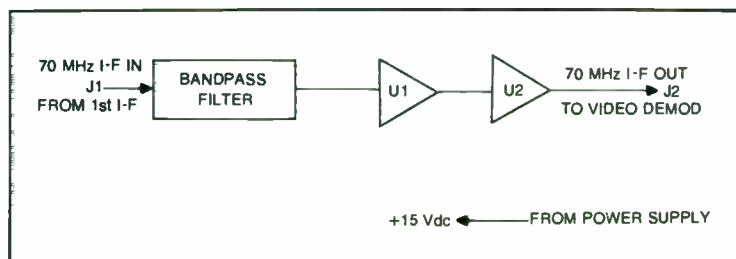 70 MHz I-F IN
J1
FROM 1st I-F
BANDPASS
FILTER
U1
U2
70 MHz I-F OUT
J2
TO VIDEO DEMOD
+15 Vdc
FROM POWER SUPPLY